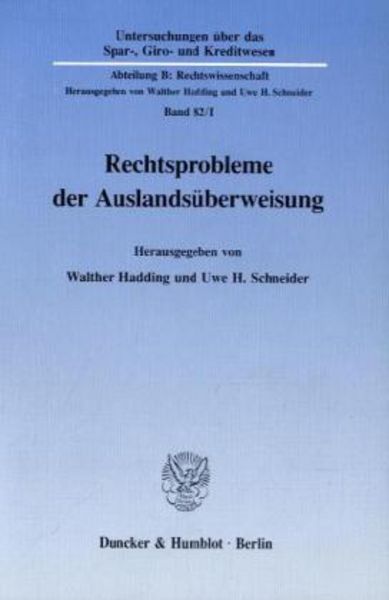 Untersuchungen über das
Spar-, Giro- und Kreditwesen
Abteilung B: Rechtswissenschaft
Herausgegeben von Walther Hadding und Uwe H. Schneider
Band 82/I
Rechtsprobleme
der Auslandsüberweisung
Herausgegeben von
Walther Hadding und Uwe H. Schneider
Duncker & Humblot · Berlin